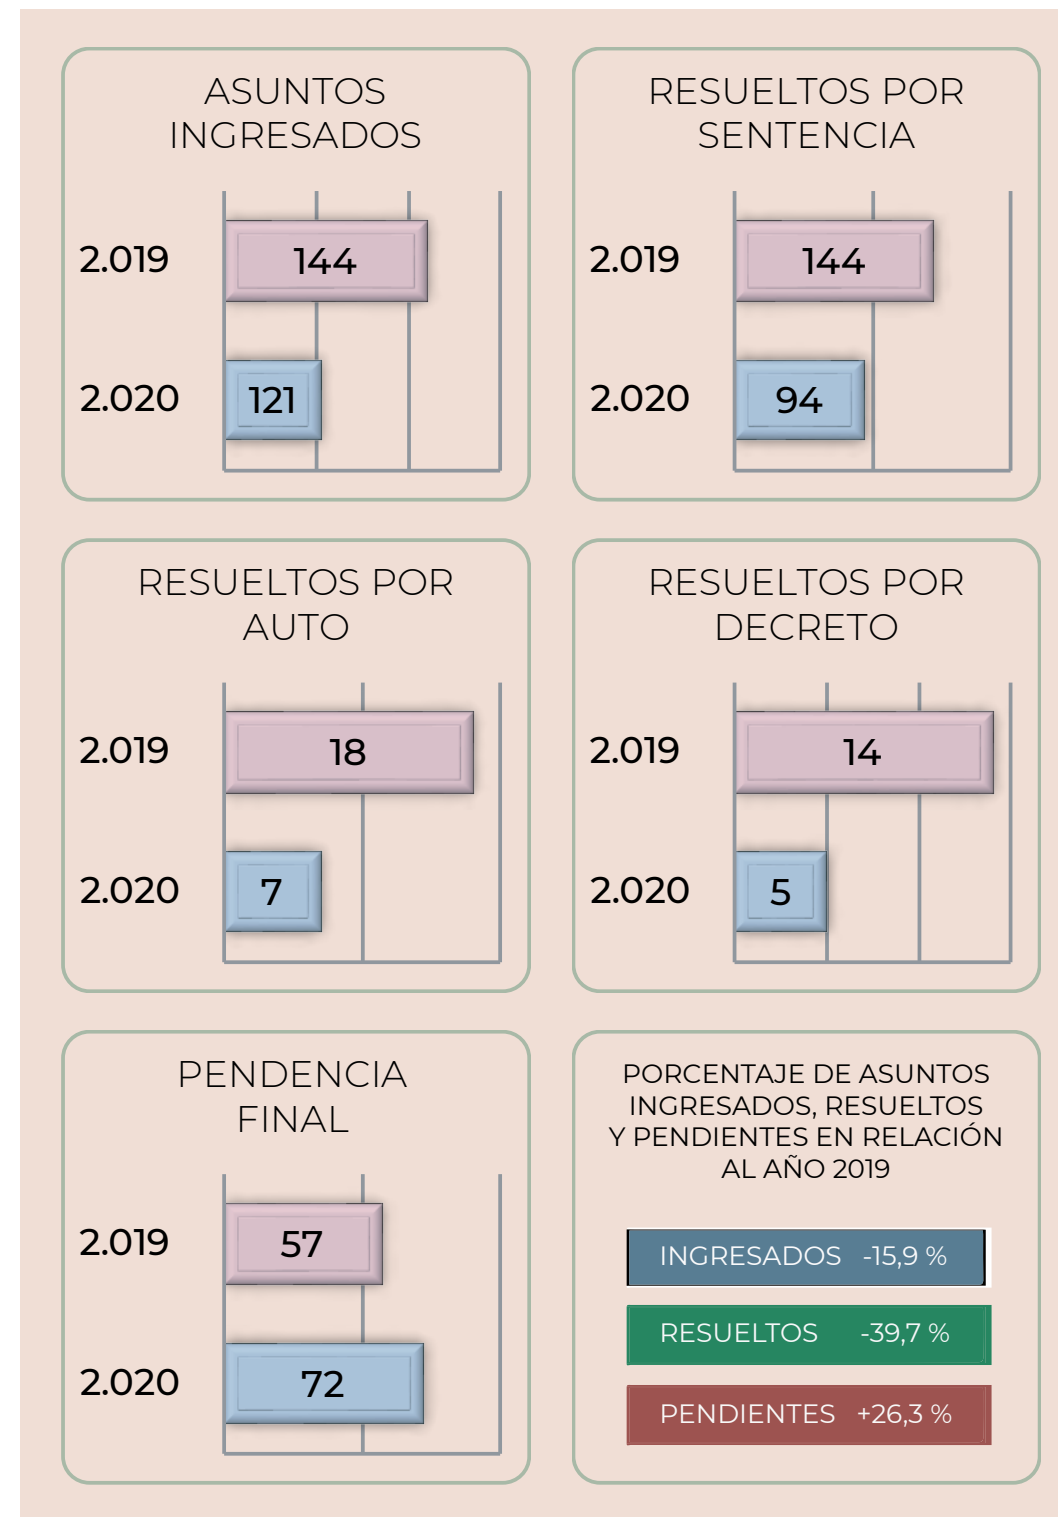 ASUNTOS
INGRESADOS
2.019
144
2.020
121
RESUELTOS POR
SENTENCIA
2.019
144
2.020
94
RESUELTOS POR
AUTO
2.019
18
2.020
7
RESUELTOS POR
DECRETO
2.019
14
2.020
5
PENDENCIA
FINAL
2.019
57
2.020
72
PORCENTAJE DE ASUNTOS
INGRESADOS, RESUELTOS
Y PENDIENTES EN RELACIÓN
AL AÑO 2019
INGRESADOS -15,9 %
RESUELTOS -39,7 %
PENDIENTES +26,3 %